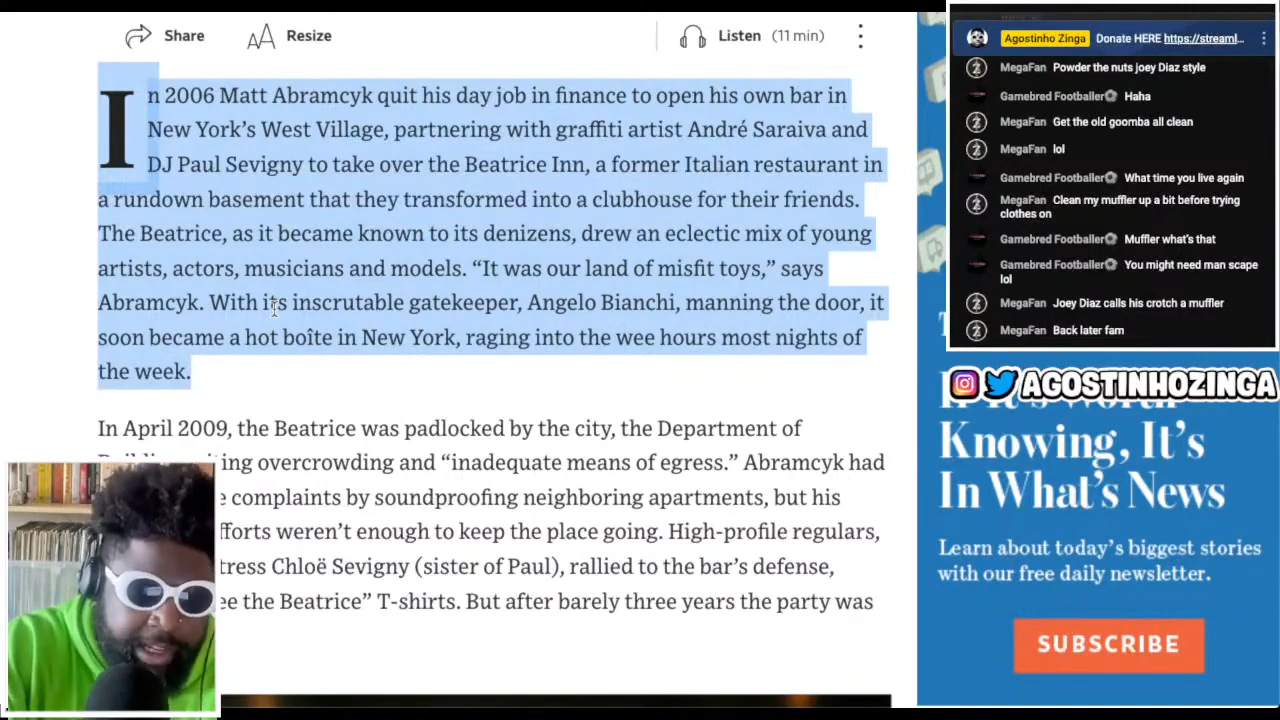 Share
Resize
Listen (11 min)
In 2006 Matt Abramcyk quit his day job in finance to open his own bar in
New York’s West Village, partnering with graffiti artist André Saraiva and
DJ Paul Sevigny to take over the Beatrice Inn, a former Italian restaurant in
a rundown basement that they transformed into a clubhouse for their friends.
The Beatrice, as it became known to its denizens, drew an eclectic mix of young
artists, actors, musicians and models. “It was our land of misfit toys,” says
Abramcyk. With its inscrutable gatekeeper, Angelo Bianchi, manning the door, it
soon became a hot boîte in New York, raging into the wee hours most nights of
the week.
In April 2009, the Beatrice was padlocked by the city, the Department of
ting overcrowding and “inadequate means of egress.” Abramcyk had
e complaints by soundproofing neighboring apartments, but his
fforts weren’t enough to keep the place going. High-profile regulars,
tress Chloë Sevigny (sister of Paul), rallied to the bar’s defense,
ee the Beatrice” T-shirts. But after barely three years the party was
Agostinho Zinga Donate HERE https://streaml...
MegaFan Powder the nuts joey Diaz style
Gamebred Footballer⚽ Haha
MegaFan Get the old goomba all clean
MegaFan lol
Gamebred Footballer⚽ What time you live again
MegaFan Clean my muffler up a bit before trying
clothes on
Gamebred Footballer⚽ Muffler what's that
Gamebred Footballer⚽ You might need man scape
lol
MegaFan Joey Diaz calls his crotch a muffler
MegaFan Back later fam
AGOSTINHOZINGA
If It’s Worth
Knowing, It’s
In What’s News
Learn about today’s biggest stories
with our free daily newsletter.
SUBSCRIBE